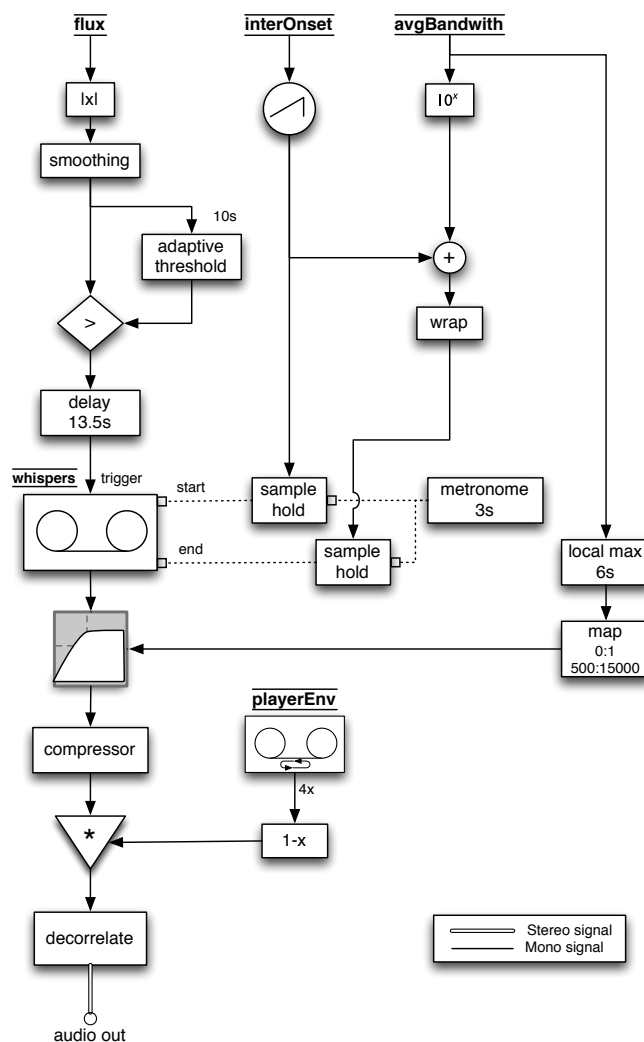 flux
interOnset
avgBandwith
|x|
10ˣ
smoothing
10s
adaptive
threshold
+
>
wrap
delay
13.5s
whispers
trigger
start
sample
hold
metronome
3s
end
sample
hold
local max
6s
map
0:1
500:15000
playerEnv
compressor
4x
*
1-x
decorrelate
Stereo signal
Mono signal
audio out